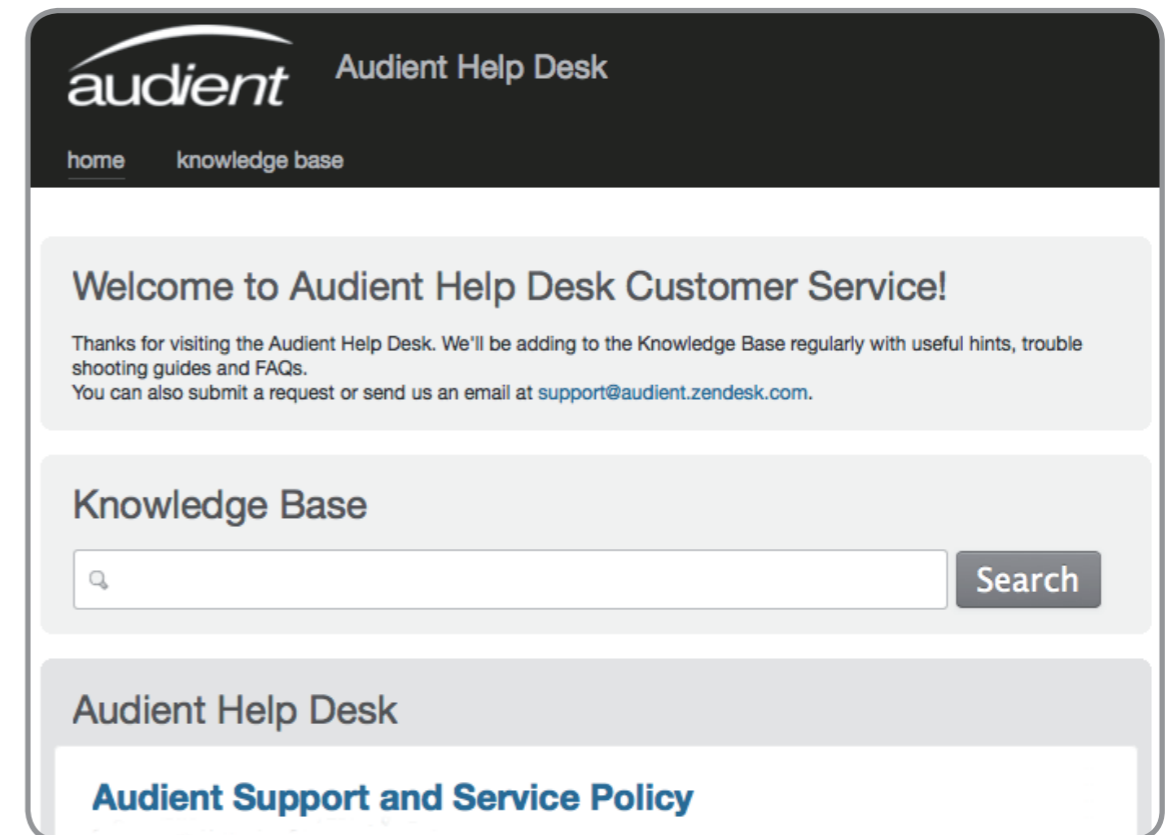 audient Audient Help Desk
home knowledge base
Welcome to Audient Help Desk Customer Service!
Thanks for visiting the Audient Help Desk. We'll be adding to the Knowledge Base regularly with useful hints, trouble
shooting guides and FAQs.
You can also submit a request or send us an email at support@audient.zendesk.com.
Knowledge Base
Search
Audient Help Desk
Audient Support and Service Policy